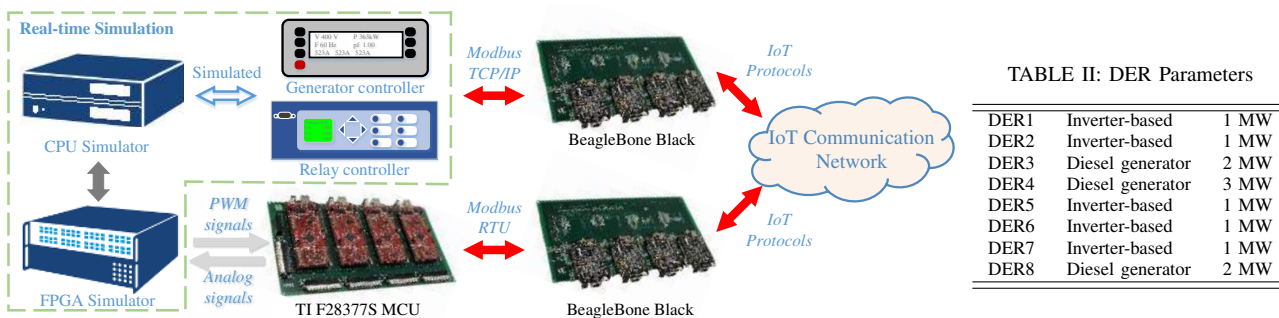 Real-time Simulation
V 400 V P 365kW
F 60 Hz pf 1.00
523A 523A 523A
Generator controller
Simulated
CPU Simulator
Relay controller
Modbus
TCP/IP
BeagleBone Black
IoT
Protocols
IoT Communication
Network
PWM
signals
Analog
signals
FPGA Simulator
TI F28377S MCU
Modbus
RTU
BeagleBone Black
IoT
Protocols
TABLE II: DER Parameters
DER1 Inverter-based 1 MW
DER2 Inverter-based 1 MW
DER3 Diesel generator 2 MW
DER4 Diesel generator 3 MW
DER5 Inverter-based 1 MW
DER6 Inverter-based 1 MW
DER7 Inverter-based 1 MW
DER8 Diesel generator 2 MW